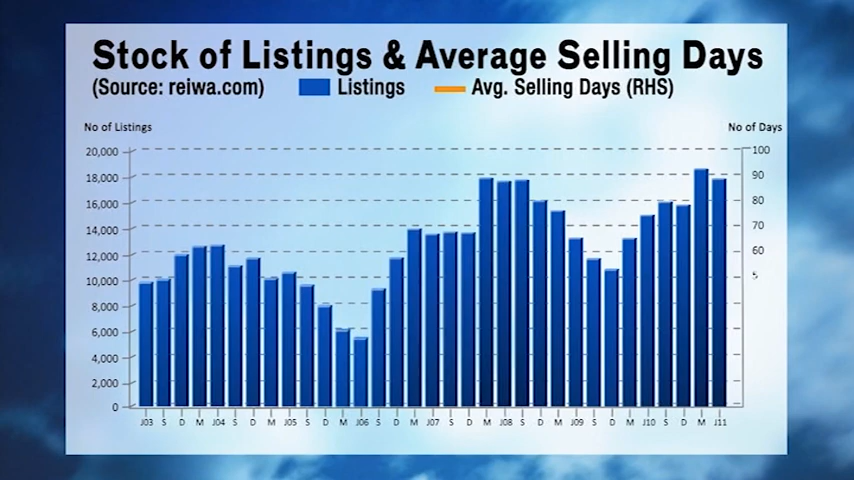 Stock of Listings & Average Selling Days
(Source: reiwa.com) Listings Avg. Selling Days (RHS)
No of Listings No of Days
20,000 100
18,000 90
16,000 80
14,000 70
12,000 60
10,000 5
8,000
6,000
4,000
2,000
0
J03 S D M J04 S D M J05 S D M J06 S D M J07 S D M J08 S D M J09 S D M J10 S D M J11